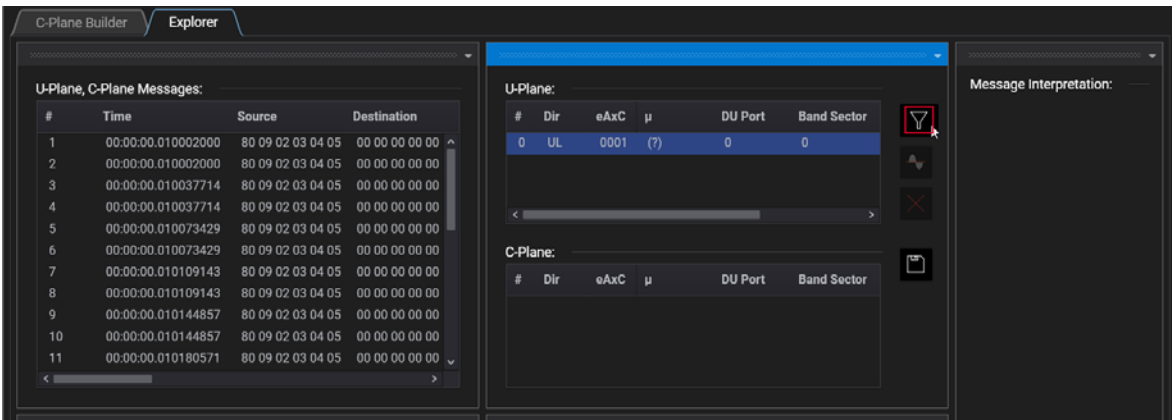 C-Plane Builder Explorer
U-Plane, C-Plane Messages:
# Time Source Destination
1 00:00:00.010002000 80 09 02 03 04 05 00 00 00 00 00
2 00:00:00.010002000 80 09 02 03 04 05 00 00 00 00 00
3 00:00:00.010037714 80 09 02 03 04 05 00 00 00 00 00
4 00:00:00.010037714 80 09 02 03 04 05 00 00 00 00 00
5 00:00:00.010073429 80 09 02 03 04 05 00 00 00 00 00
6 00:00:00.010073429 80 09 02 03 04 05 00 00 00 00 00
7 00:00:00.010109143 80 09 02 03 04 05 00 00 00 00 00
8 00:00:00.010109143 80 09 02 03 04 05 00 00 00 00 00
9 00:00:00.010144857 80 09 02 03 04 05 00 00 00 00 00
10 00:00:00.010144857 80 09 02 03 04 05 00 00 00 00 00
11 00:00:00.010180571 80 09 02 03 04 05 00 00 00 00 00
U-Plane:
# Dir eAxC µ DU Port Band Sector
0 UL 0001 (?) 0 0
C-Plane:
# Dir eAxC µ DU Port Band Sector
Message Interpretation: